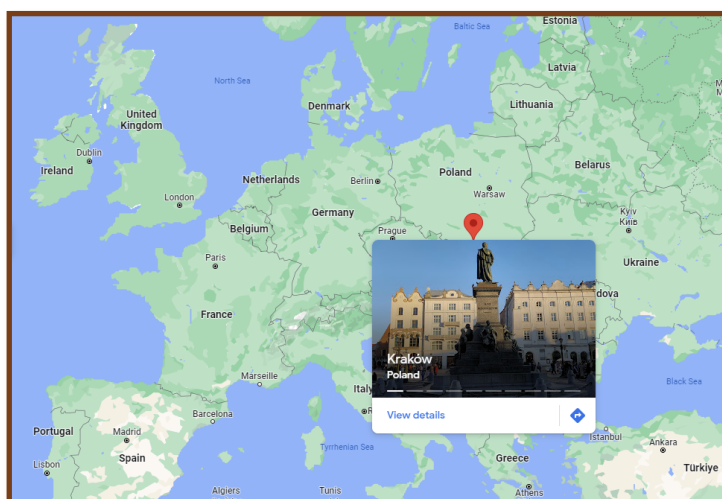 Estonia
Baltic Sea
Latvia
North Sea
Denmark
Lithuania
United
Kingdom
Dublin
Ireland
Netherlands
Berlin
Poland
Warsaw
Belarus
London
Germany
Belgium
Prague
Kyiv
Київ
Paris
Ukraine
dova
France
Kraków
Poland
Marseille
Italy
Black Sea
Barcelona
View details
Portugal
Madrid
Spain
Lisbon
Tyrrhenian Sea
Istanbul
Ankara
Greece
Türkiye
Algiers
Tunis
Athens